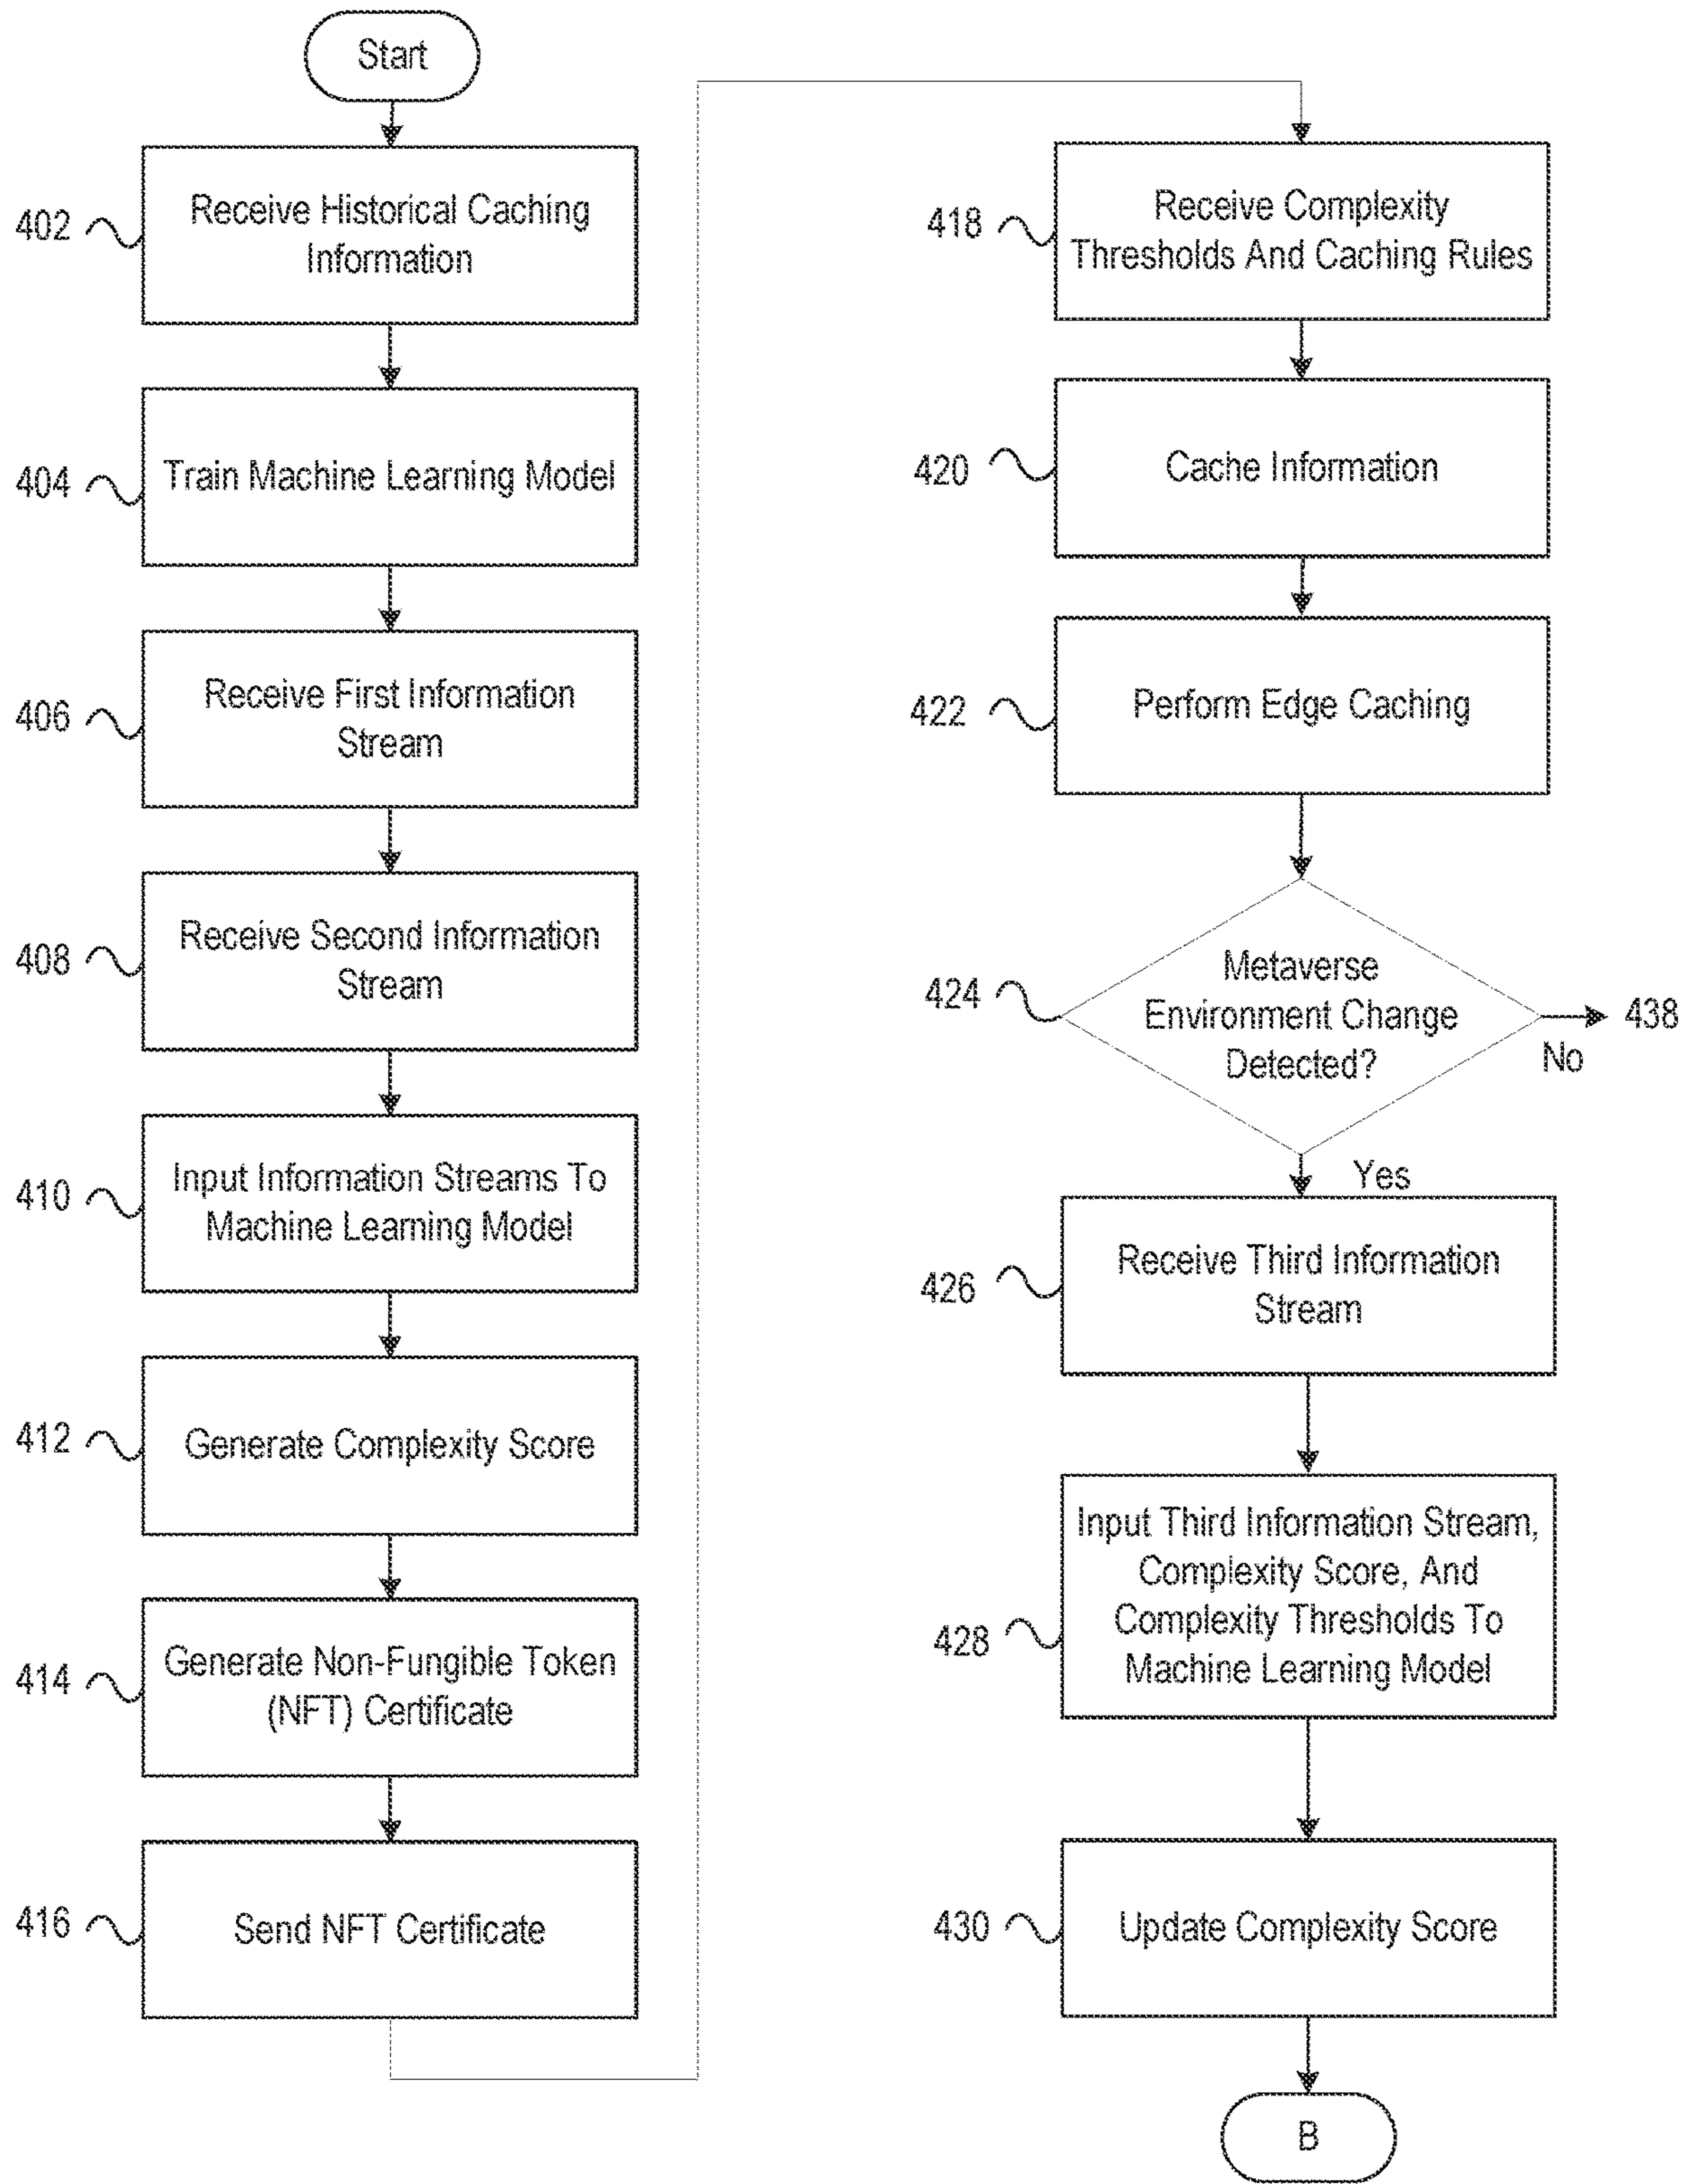 Start
402
Receive Historical Caching
Information
404
Train Machine Learning Model
406
Receive First Information
Stream
408
Receive Second Information
Stream
410
Input Information Streams To
Machine Learning Model
412
Generate Complexity Score
414
Generate Non-Fungible Token
(NFT) Certificate
416
Send NFT Certificate
418
Receive Complexity
Thresholds And Caching Rules
420
Cache Information
422
Perform Edge Caching
424
Metaverse
Environment Change
Detected?
438
No
Yes
426
Receive Third Information
Stream
428
Input Third Information Stream,
Complexity Score, And
Complexity Thresholds To
Machine Learning Model
430
Update Complexity Score
B